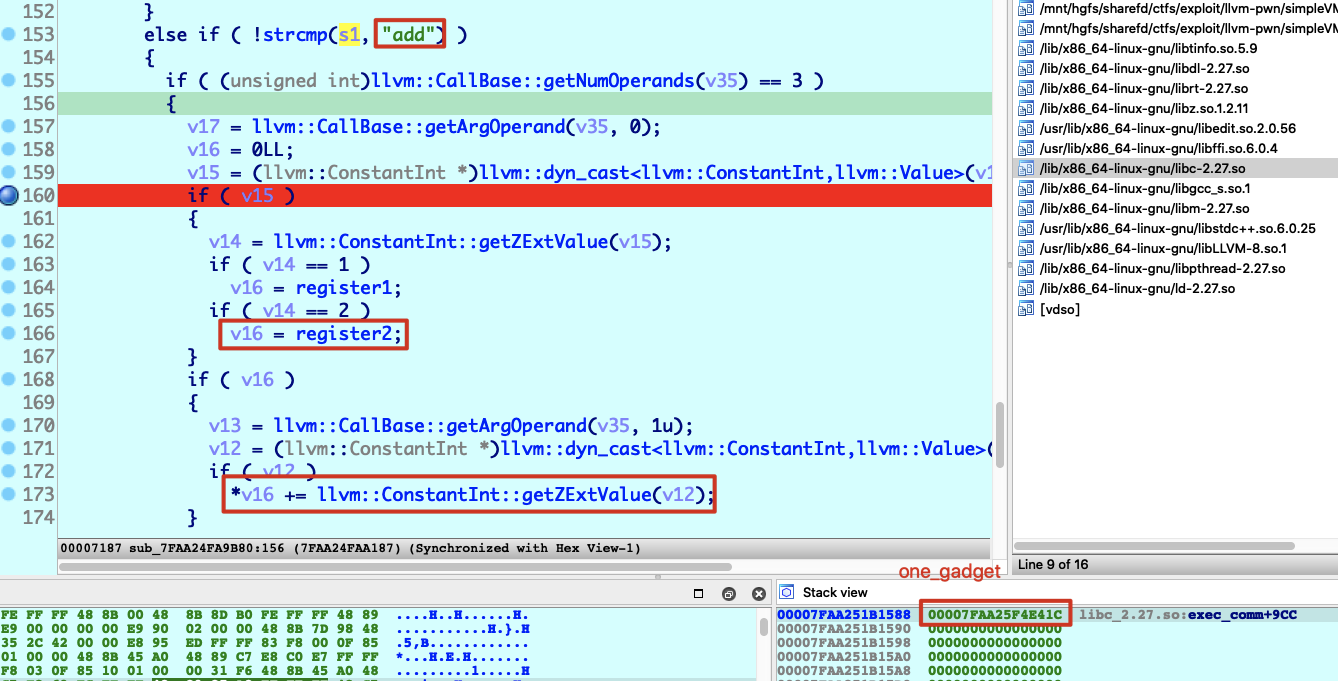 152 }
153 else if ( !strcmp(s1, "add") )
154 {
155 if ( (unsigned int)llvm::CallBase::getNumOperands(v35) == 3 )
156 {
157 v17 = llvm::CallBase::getArgOperand(v35, 0);
158 v16 = 0LL;
159 v15 = (llvm::ConstantInt *)llvm::dyn_cast<llvm::ConstantInt,llvm::Value>(v1
160 if ( v15 )
161 {
162 v14 = llvm::ConstantInt::getZExtValue(v15);
163 if ( v14 == 1 )
164 v16 = register1;
165 if ( v14 == 2 )
166 v16 = register2;
167 }
168 if ( v16 )
169 {
170 v13 = llvm::CallBase::getArgOperand(v35, 1u);
171 v12 = (llvm::ConstantInt *)llvm::dyn_cast<llvm::ConstantInt,llvm::Value>(
172 if ( v12 )
173 *v16 += llvm::ConstantInt::getZExtValue(v12);
174 }
00007187 sub_7FAA24FA9B80:156 (7FAA24FAA187) (Synchronized with Hex View-1)
/mnt/hgfs/sharefd/ctfs/exploit/llvm-pwn/simpleVM
/mnt/hgfs/sharefd/ctfs/exploit/llvm-pwn/simpleVM
/lib/x86_64-linux-gnu/libtinfo.so.5.9
/lib/x86_64-linux-gnu/libdl-2.27.so
/lib/x86_64-linux-gnu/librt-2.27.so
/lib/x86_64-linux-gnu/libz.so.1.2.11
/usr/lib/x86_64-linux-gnu/libedit.so.2.0.56
/usr/lib/x86_64-linux-gnu/libffi.so.6.0.4
/lib/x86_64-linux-gnu/libc-2.27.so
/lib/x86_64-linux-gnu/libgcc_s.so.1
/lib/x86_64-linux-gnu/libm-2.27.so
/usr/lib/x86_64-linux-gnu/libstdc++.so.6.0.25
/usr/lib/x86_64-linux-gnu/libLLVM-8.so.1
/lib/x86_64-linux-gnu/libpthread-2.27.so
/lib/x86_64-linux-gnu/ld-2.27.so
[vdso]
Line 9 of 16
one_gadget
Stack view
FE FF FF 48 8B 00 48 8B 8D B0 FE FF FF 48 89 ....H..H......H.
E9 00 00 00 00 E9 90 02 00 00 48 8B 7D 98 48 ...........H.}.H
35 2C 42 00 00 E8 95 ED FF FF 83 F8 00 0F 85 .5,B............
01 00 00 48 8B 45 A0 48 89 C7 E8 C0 E7 FF FF *...H.E.H.......
F8 03 0F 85 10 01 00 00 31 F6 48 8B 45 A0 48 .........1.H.E.H
00007FAA251B1588 00007FAA25F4E41C libc_2.27.so:exec_comm+9CC
00007FAA251B1590 0000000000000000
00007FAA251B1598 0000000000000000
00007FAA251B15A0 0000000000000000
00007FAA251B15A8 0000000000000000